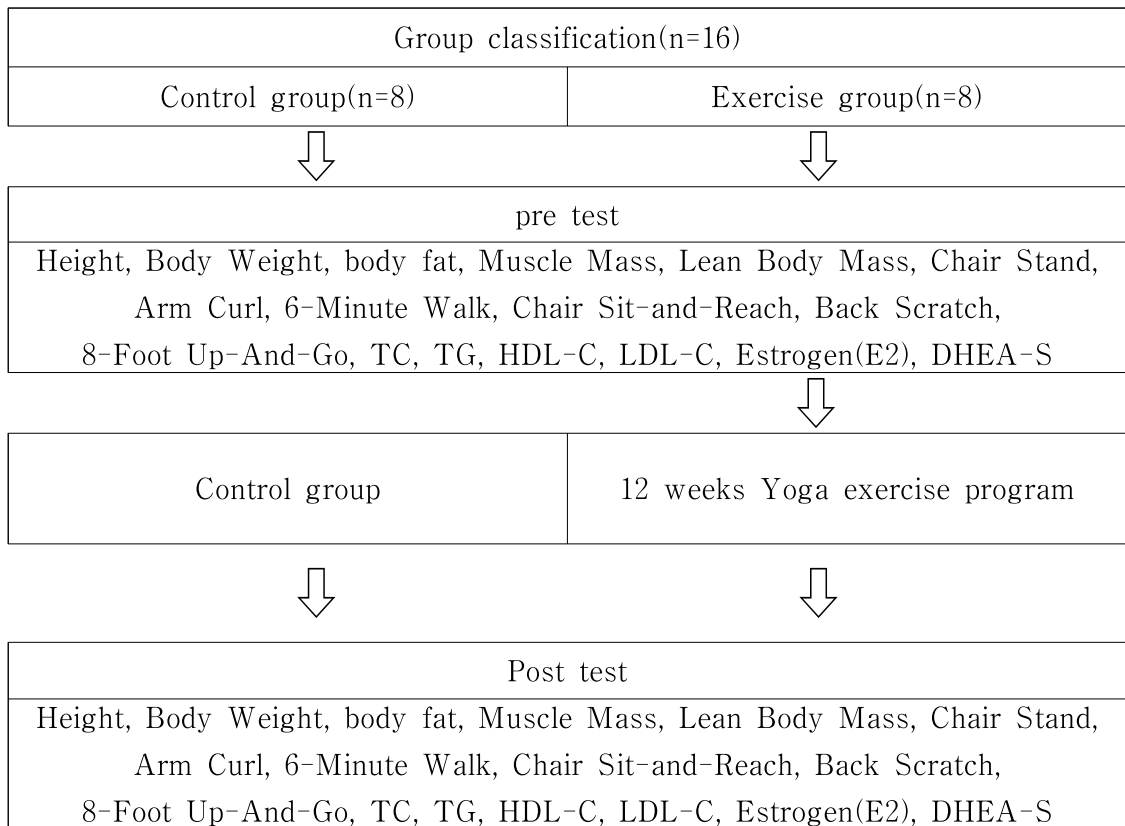 Group classification(n=16)
Control group(n=8)
Exercise group(n=8)
pre test
Height, Body Weight, body fat, Muscle Mass, Lean Body Mass, Chair Stand,
Arm Curl, 6-Minute Walk, Chair Sit-and-Reach, Back Scratch,
8-Foot Up-And-Go, TC, TG, HDL-C, LDL-C, Estrogen(E2), DHEA-S
Control group
12 weeks Yoga exercise program
Post test
Height, Body Weight, body fat, Muscle Mass, Lean Body Mass, Chair Stand,
Arm Curl, 6-Minute Walk, Chair Sit-and-Reach, Back Scratch,
8-Foot Up-And-Go, TC, TG, HDL-C, LDL-C, Estrogen(E2), DHEA-S